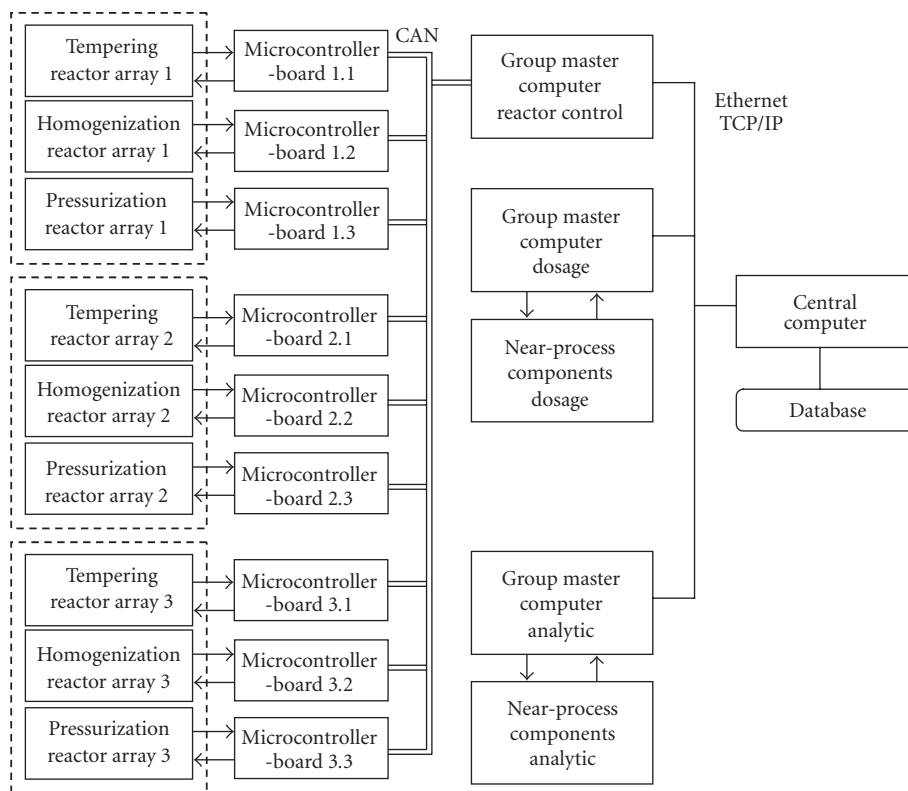 Tempering
reactor array 1
Microcontroller
-board 1.1
Homogenization
reactor array 1
Microcontroller
-board 1.2
Pressurization
reactor array 1
Microcontroller
-board 1.3
Tempering
reactor array 2
Microcontroller
-board 2.1
Homogenization
reactor array 2
Microcontroller
-board 2.2
Pressurization
reactor array 2
Microcontroller
-board 2.3
Tempering
reactor array 3
Microcontroller
-board 3.1
Homogenization
reactor array 3
Microcontroller
-board 3.2
Pressurization
reactor array 3
Microcontroller
-board 3.3
CAN
Group master
computer
reactor control
Ethernet
TCP/IP
Group master
computer
dosage
Near-process
components
dosage
Central
computer
Database
Group master
computer
analytic
Near-process
components
analytic